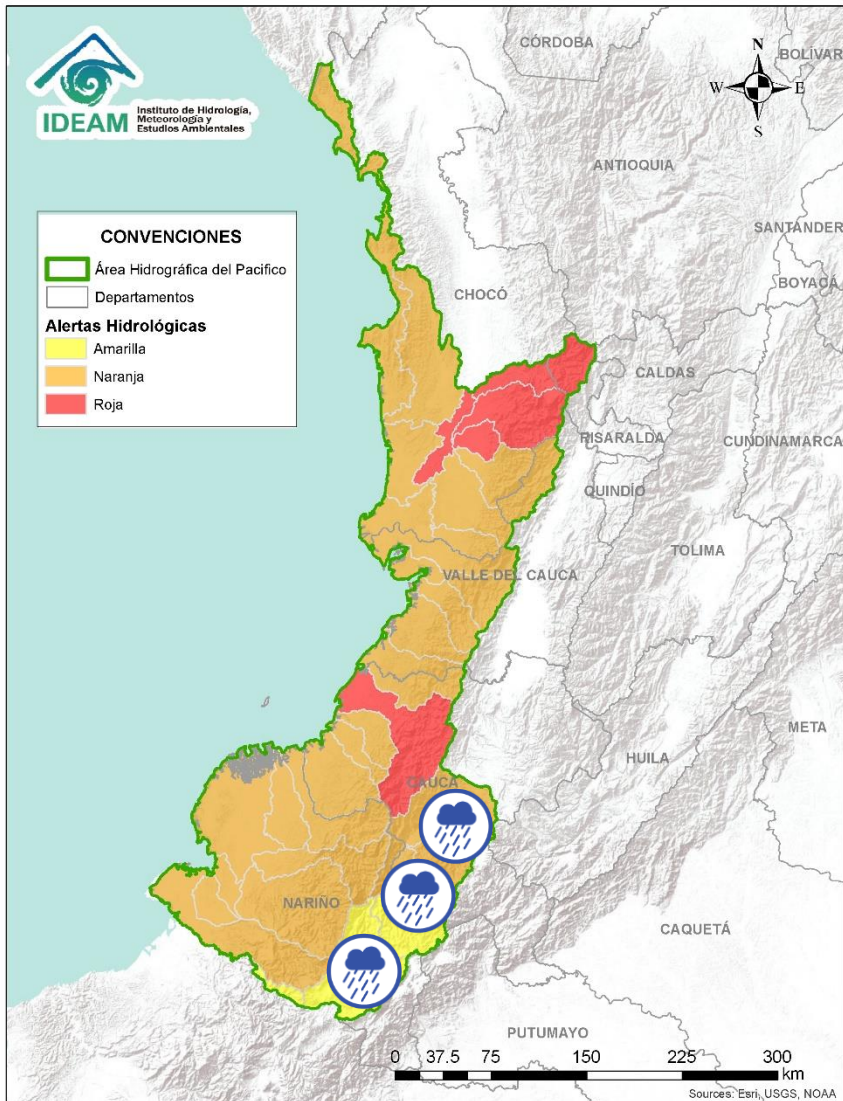 IDEAM
Instituto de Hidrología,
Meteorología y
Estudios Ambientales
CÓRDOBA
BOLÍVAR
N
W
E
S
ANTIOQUIA
SANTANDER
BOYACÁ
CONVENCIONES
Área Hidrográfica del Pacifico
Departamentos
Alertas Hidrológicas
Amarilla
Naranja
Roja
CHOCÓ
CALDAS
RISARALDA
CUNDINAMARCA
QUINDÍO
TOLIMA
VALLE DEL CAUCA
META
HUILA
CAUCA
NARIÑO
CAQUETÁ
PUTUMAYO
0 37.5 75 150 225 300
km
Sources: Esri, USGS, NOAA